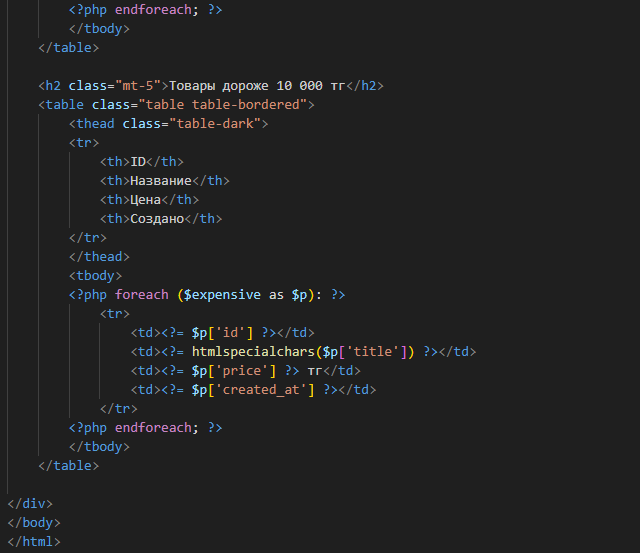 <?php endforeach; ?>
</tbody>
</table>
<h2 class="mt-5">Товары дороже 10 000 тг</h2>
<table class="table table-bordered">
<thead class="table-dark">
<tr>
<th>ID</th>
<th>Название</th>
<th>Цена</th>
<th>Создано</th>
</tr>
</thead>
<tbody>
<?php foreach ($expensive as $p): ?>
<tr>
<td><?= $p['id'] ?></td>
<td><?= htmlspecialchars($p['title']) ?></td>
<td><?= $p['price'] ?> тг</td>
<td><?= $p['created_at'] ?></td>
</tr>
<?php endforeach; ?>
</tbody>
</table>
</div>
</body>
</html>